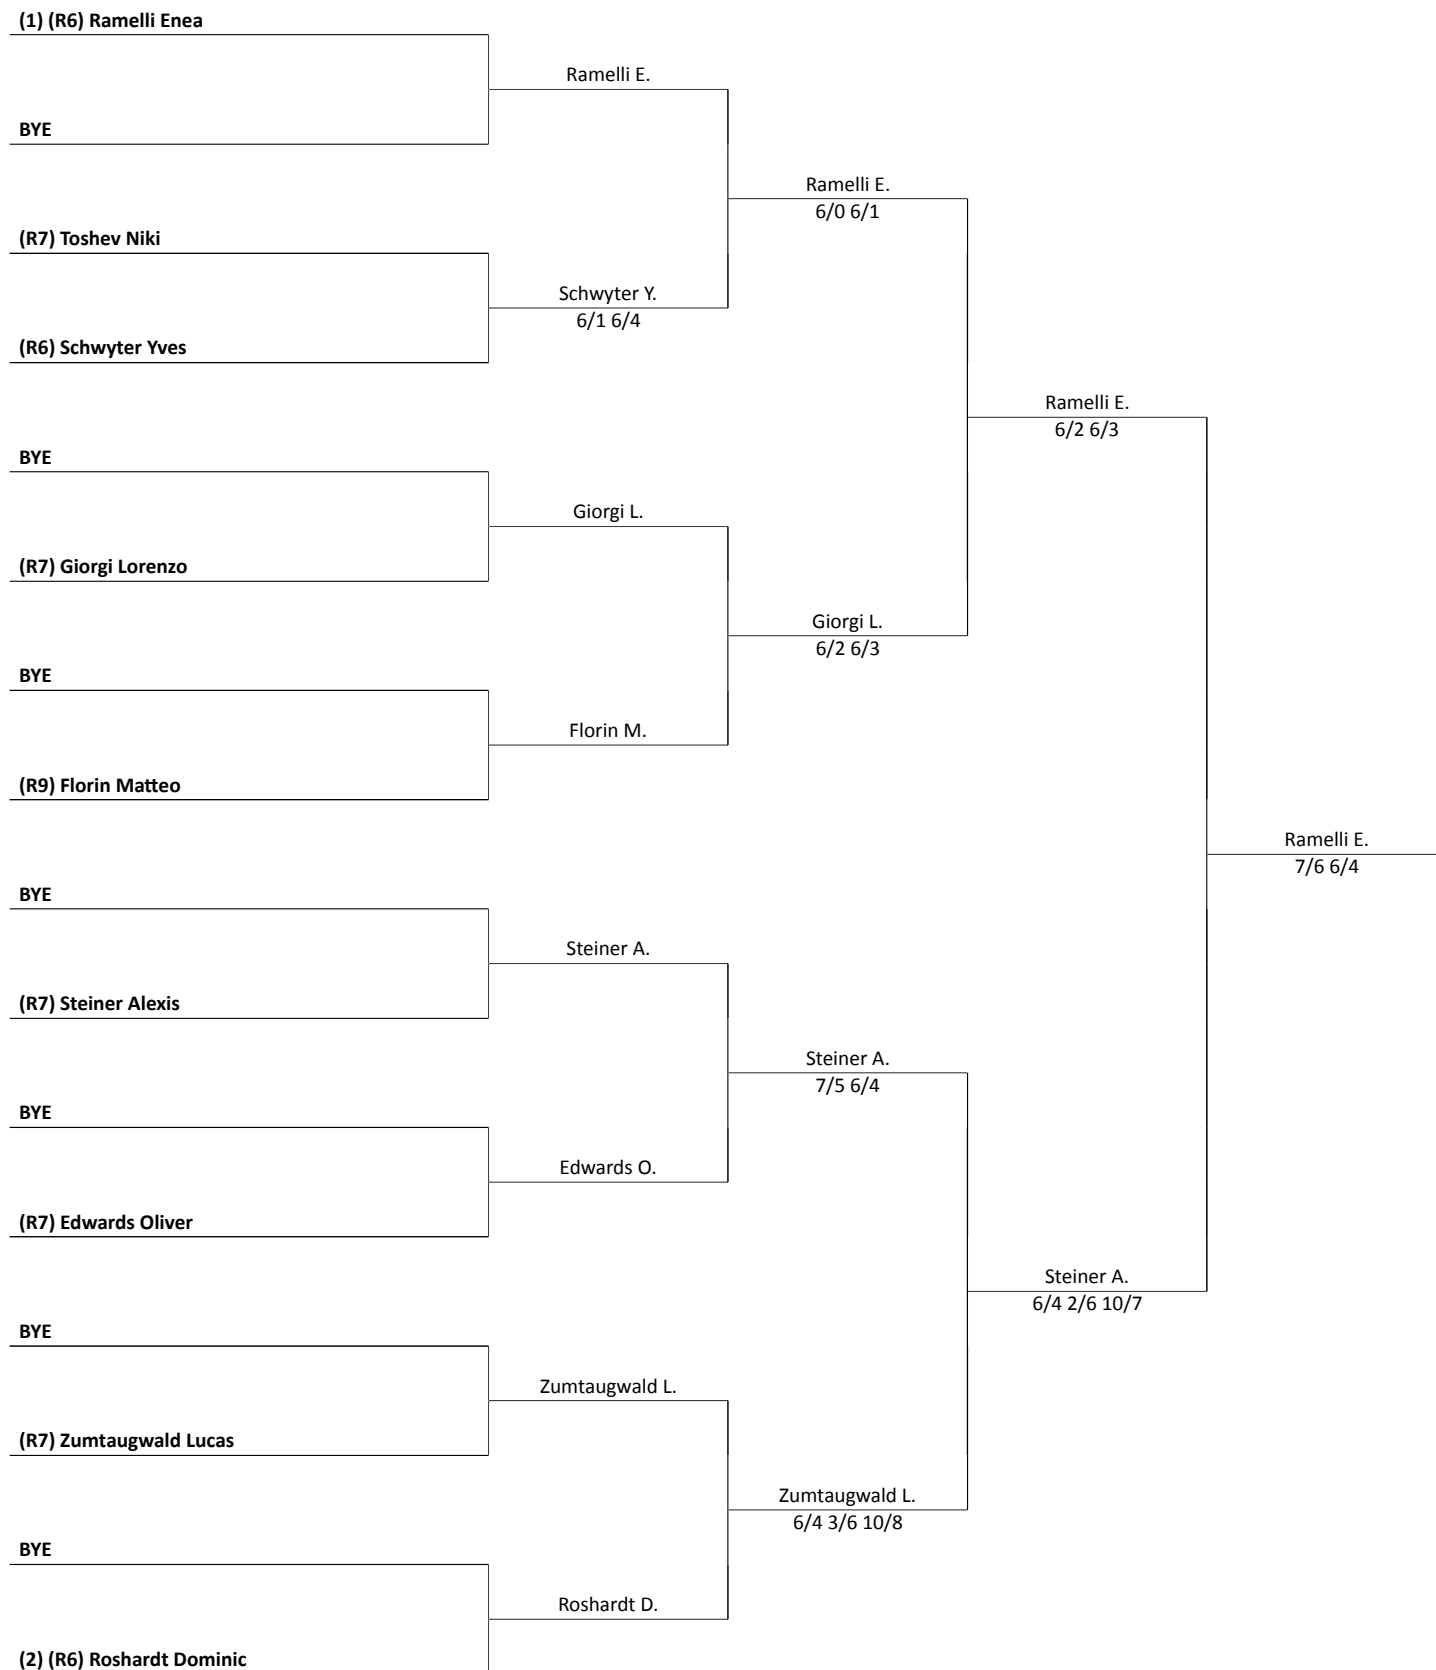 (1) (R6) Ramelli Enea
Ramelli E.
BYE
Ramelli E.
6/0 6/1
(R7) Toshev Niki
Schwyter Y.
6/1 6/4
(R6) Schwyter Yves
Ramelli E.
6/2 6/3
BYE
Giorgi L.
(R7) Giorgi Lorenzo
Giorgi L.
6/2 6/3
BYE
Florin M.
(R9) Florin Matteo
Ramelli E.
7/6 6/4
BYE
Steiner A.
(R7) Steiner Alexis
Steiner A.
7/5 6/4
BYE
Edwards O.
(R7) Edwards Oliver
Steiner A.
6/4 2/6 10/7
BYE
Zumtaugwald L.
(R7) Zumtaugwald Lucas
Zumtaugwald L.
6/4 3/6 10/8
BYE
Roshardt D.
(2) (R6) Roshardt Dominic